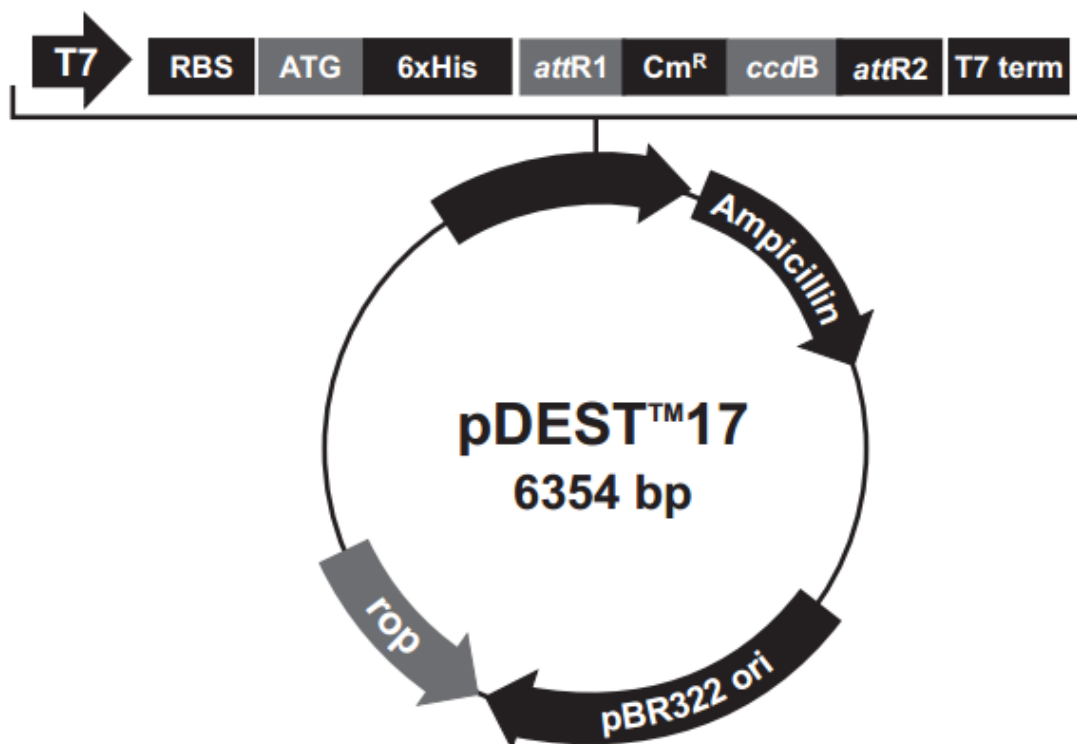 T7 RBS ATG 6xHis attR1 CmR ccdB attR2 T7 term
Ampicillin
pDEST™17
6354 bp
rop
pBR322 ori